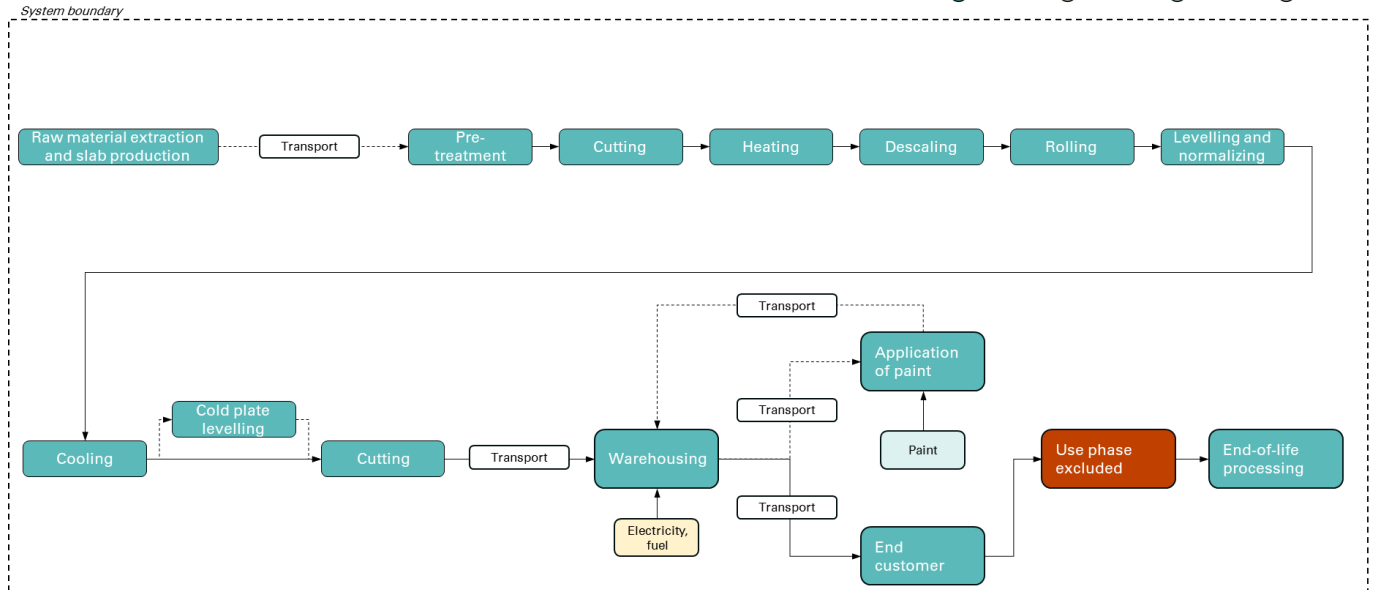 System boundary
Raw material extraction
and slab production
Transport
Pre-
treatment
Cutting
Heating
Descaling
Rolling
Levelling and
normalizing
Transport
Application
of paint
Cold plate
levelling
Transport
Cooling
Cutting
Transport
Warehousing
Paint
Use phase
excluded
End-of-life
processing
Transport
Electricity,
fuel
End
customer